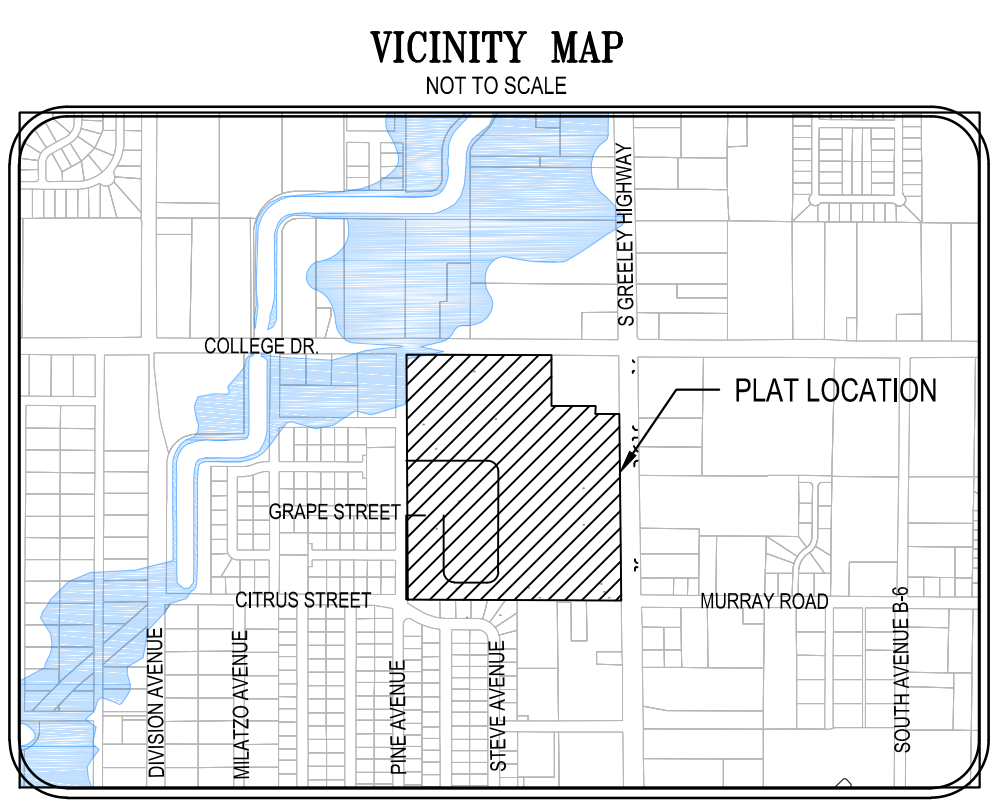 VICINITY MAP
NOT TO SCALE
S GREELEY HIGHWAY
COLLEGE DR.
PLAT LOCATION
GRAPE STREET
CITRUS STREET
MURRAY ROAD
DIVISION AVENUE
MILATZO AVENUE
PINE AVENUE
STEVE AVENUE
SOUTH AVENUE B-6